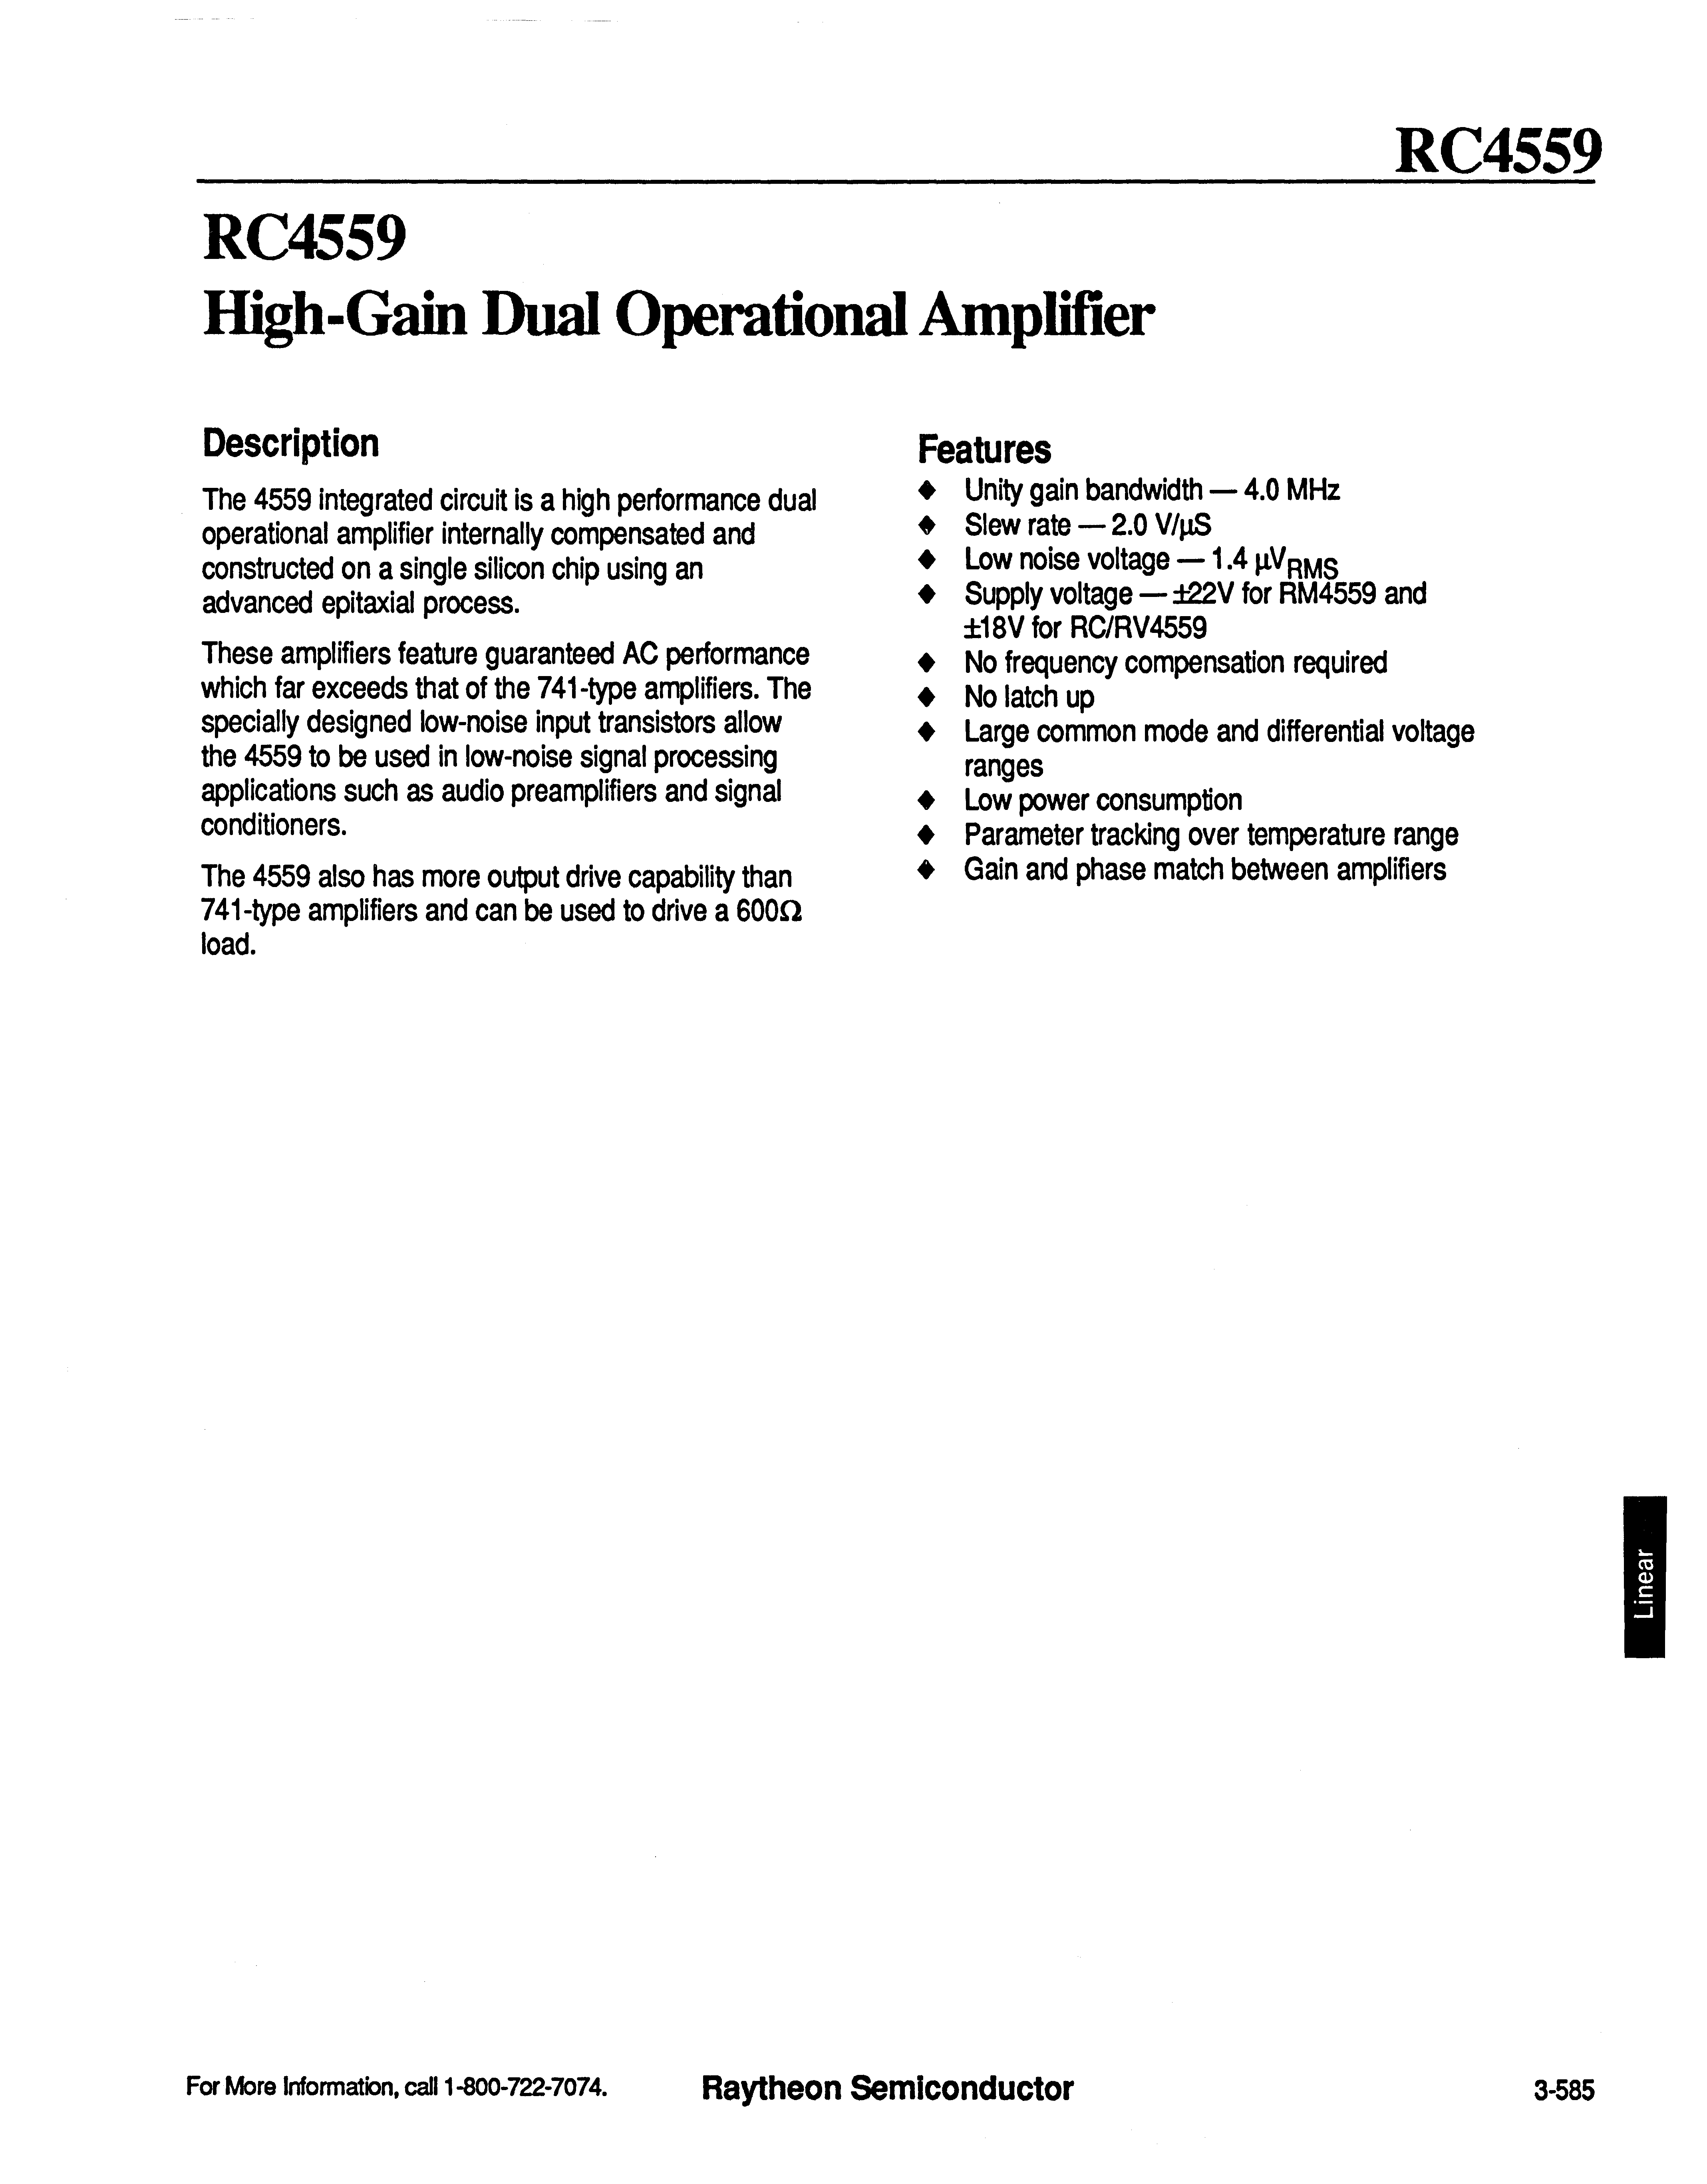 RC4559
RC4559
High-Gain Dual Operational Amplifier
Description
The 4559 integrated circuit is a high performance dual
operational amplifier internally compensated and
constructed on a single silicon chip using an
advanced epitaxial process.
These amplifiers feature guaranteed AC performance
which far exceeds that of the 741-type amplifiers. The
specially designed low-noise input transistors allow
the 4559 to be used in low-noise signal processing
applications such as audio preamplifiers and signal
conditioners.
The 4559 also has more output drive capability than
741-type amplifiers and can be used to drive a 600Ω
load.
Features
♦ Unity gain bandwidth — 4.0 MHz
♦ Slew rate — 2.0 V/µS
♦ Low noise voltage — 1.4 µVRMS
♦ Supply voltage — ±22V for RM4559 and
±18V for RC/RV4559
♦ No frequency compensation required
♦ No latch up
♦ Large common mode and differential voltage
ranges
♦ Low power consumption
♦ Parameter tracking over temperature range
♦ Gain and phase match between amplifiers
Linear
For More Information, call 1-800-722-7074.
Raytheon Semiconductor
3-585